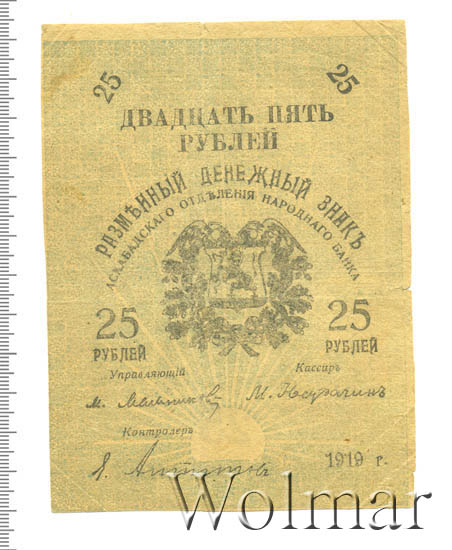 25 25
ДВАДЦАТЬ ПЯТЬ
РУБЛЕЙ
РАЗМѢННЫЙ ДЕНЕЖНЫЙ ЗНАКЪ
АСХАБАДСКАГО ОТДѢЛЕНІЯ НАРОДНАГО БАНКА
25 25
РУБЛЕЙ РУБЛЕЙ
Управляющій Кассиръ
М. М.
Контролеръ
1919 г.
Wolmar